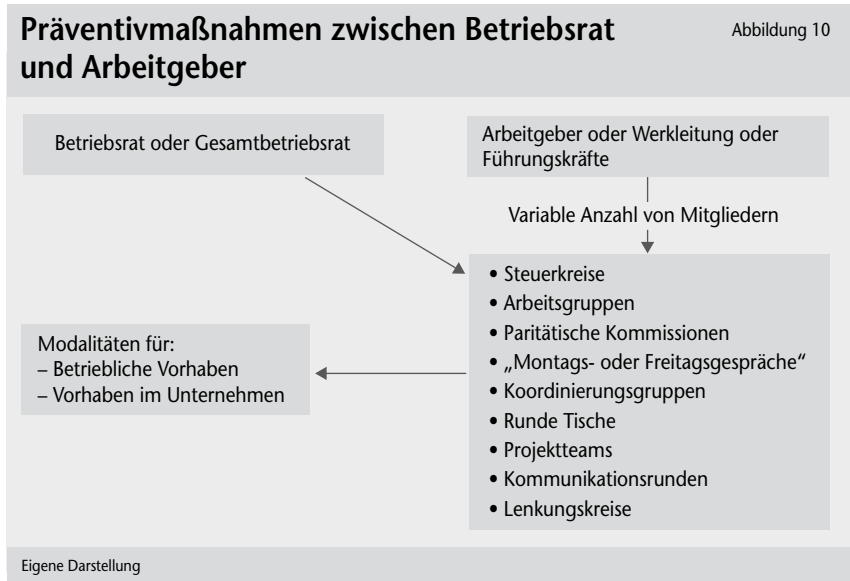 Präventivmaßnahmen zwischen Betriebsrat
und Arbeitgeber
Abbildung 10
Betriebsrat oder Gesamtbetriebsrat
Arbeitgeber oder Werkleitung oder
Führungskräfte
Variable Anzahl von Mitgliedern
• Steuerkreise
• Arbeitsgruppen
• Paritätische Kommissionen
• „Montags- oder Freitagsgespräche“
• Koordinierungsgruppen
• Runde Tische
• Projektteams
• Kommunikationsrunden
• Lenkungskreise
Modalitäten für:
– Betriebliche Vorhaben
– Vorhaben im Unternehmen
Eigene Darstellung